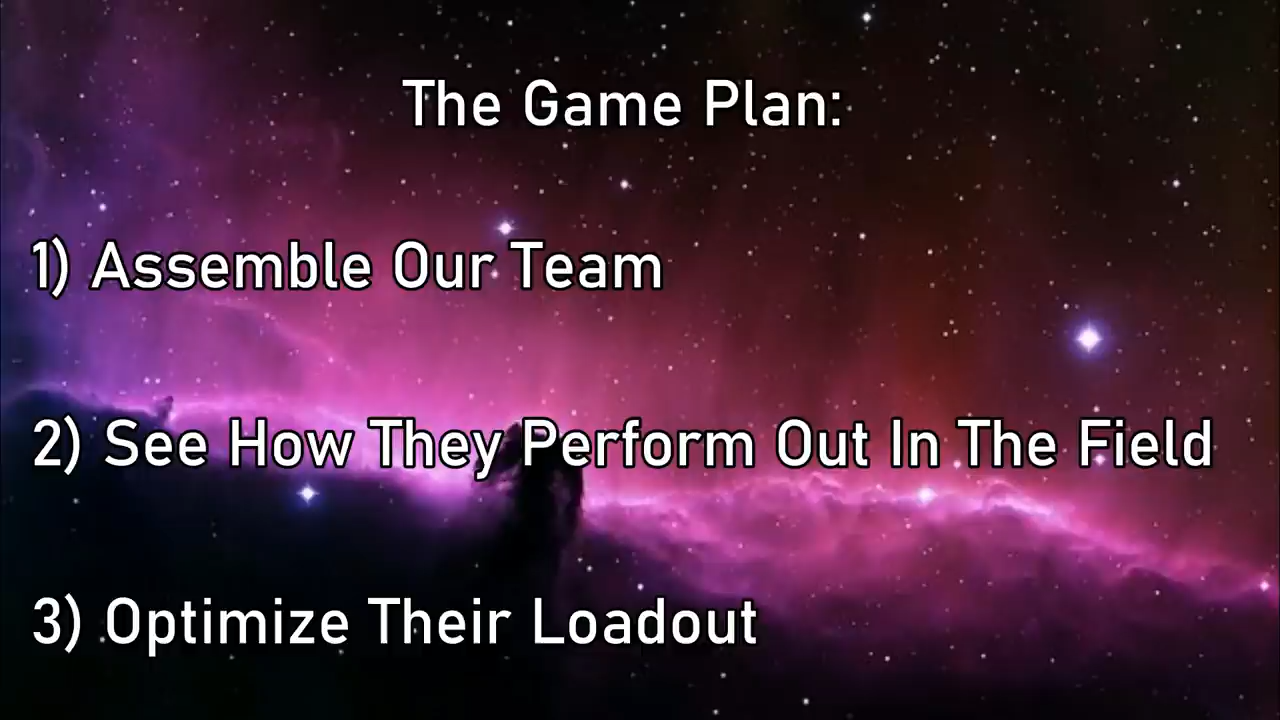 The Game Plan:
1) Assemble Our Team
2) See How They Perform Out In The Field
3) Optimize Their Loadout